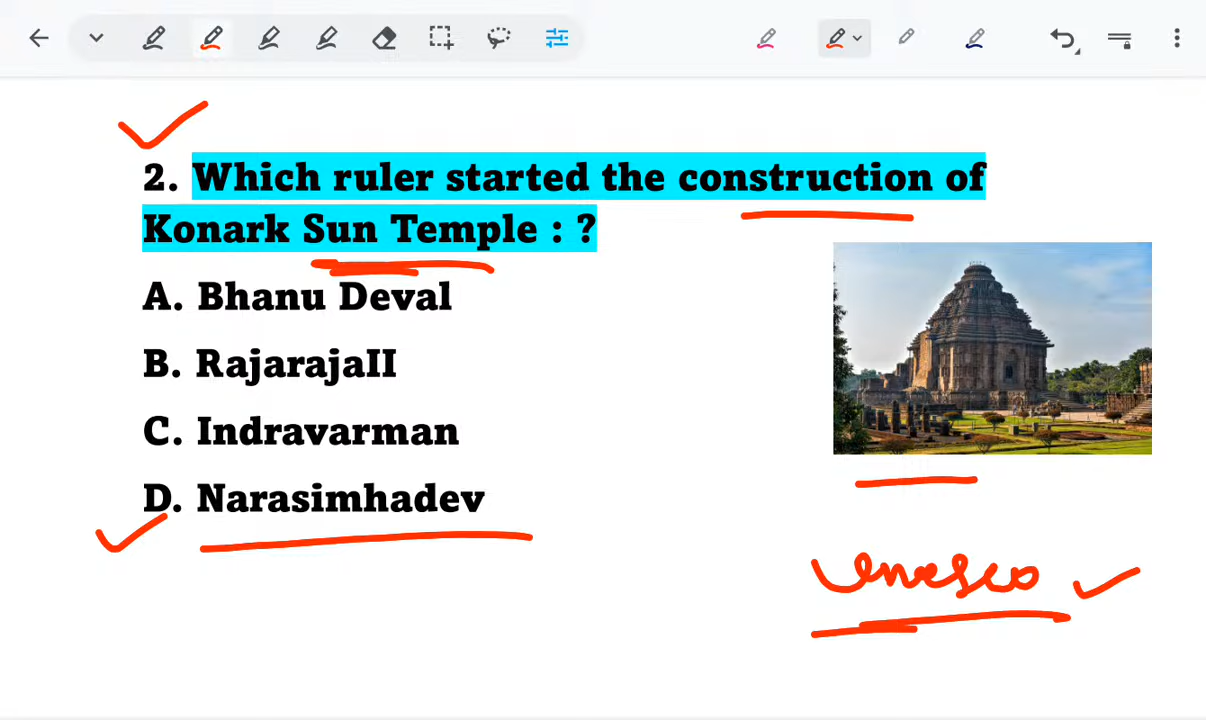 2. Which ruler started the construction of
Konark Sun Temple : ?
A. Bhanu Deval
B. RajarajaII
C. Indravarman
D. Narasimhadev
Unesco